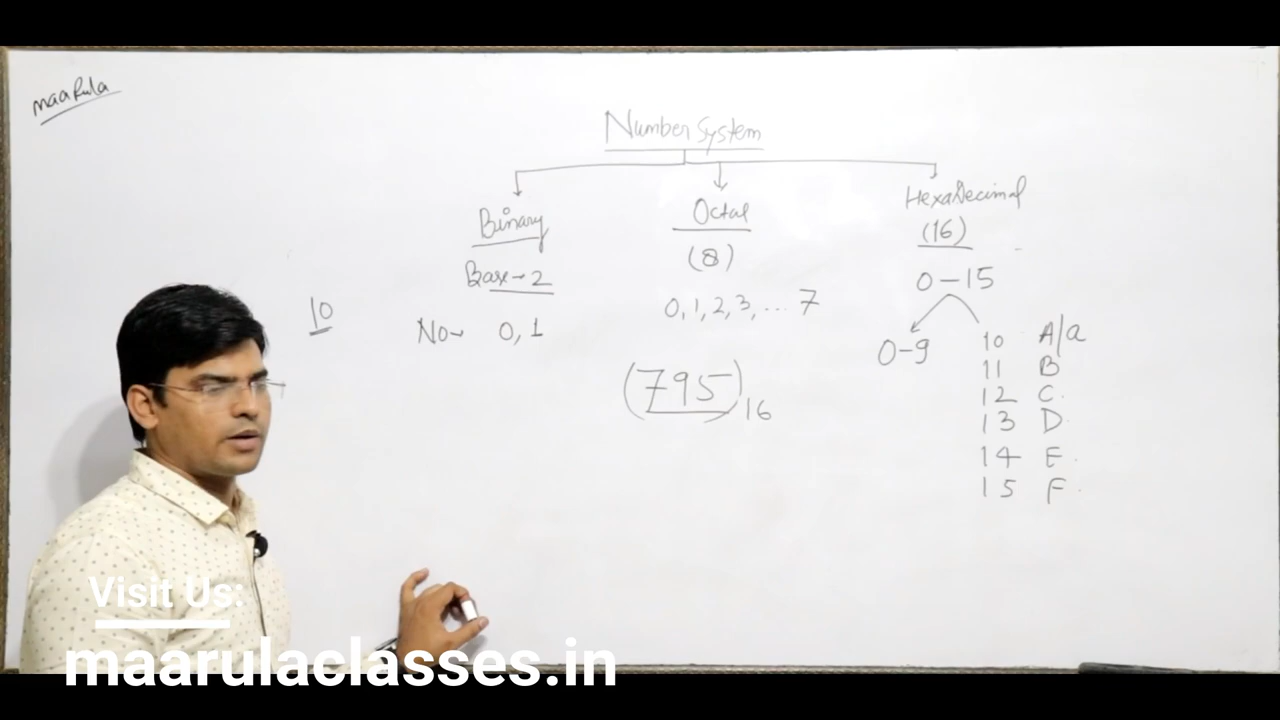 maaRula
Number System
Binary
Octal
HexaDecimal
Base → 2
(8)
(16)
10
No→ 0, 1
0, 1, 2, 3, ... 7
0 – 15
0–9
10 A/a
11 B
12 C
13 D
14 E
15 F
(795)16
Visit Us:
maarulaclasses.in